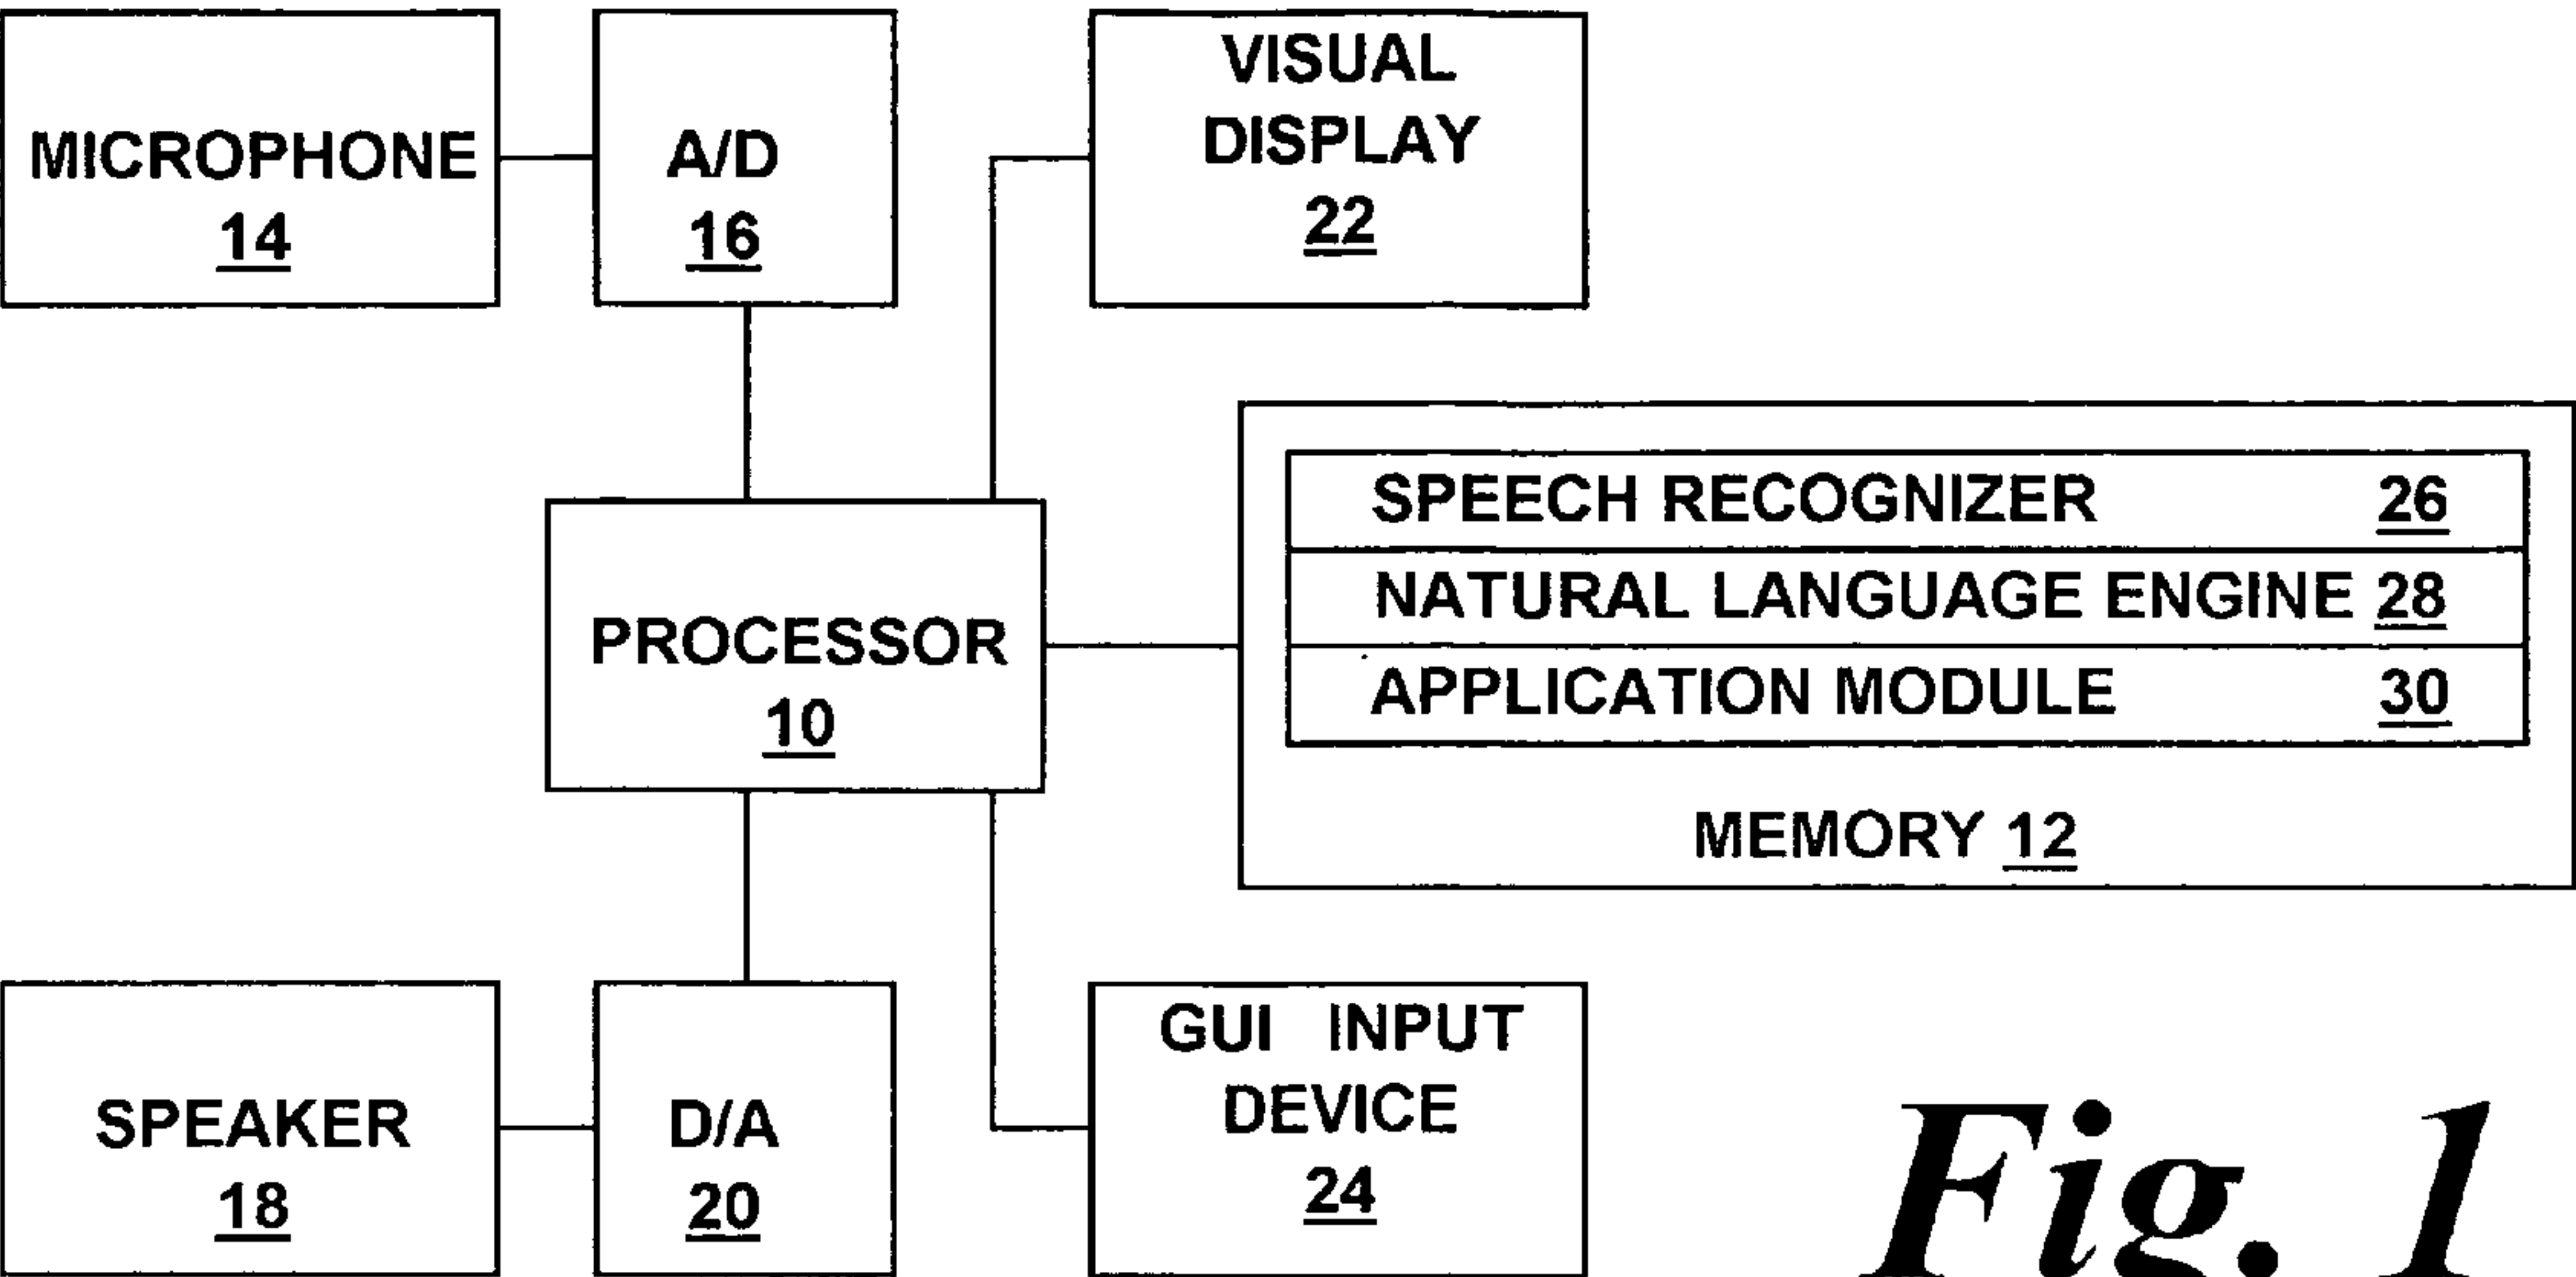 MICROPHONE
14
A/D
16
VISUAL
DISPLAY
22
PROCESSOR
10
SPEECH RECOGNIZER 26
NATURAL LANGUAGE ENGINE 28
APPLICATION MODULE 30
MEMORY 12
SPEAKER
18
D/A
20
GUI INPUT
DEVICE
24
Fig. 1